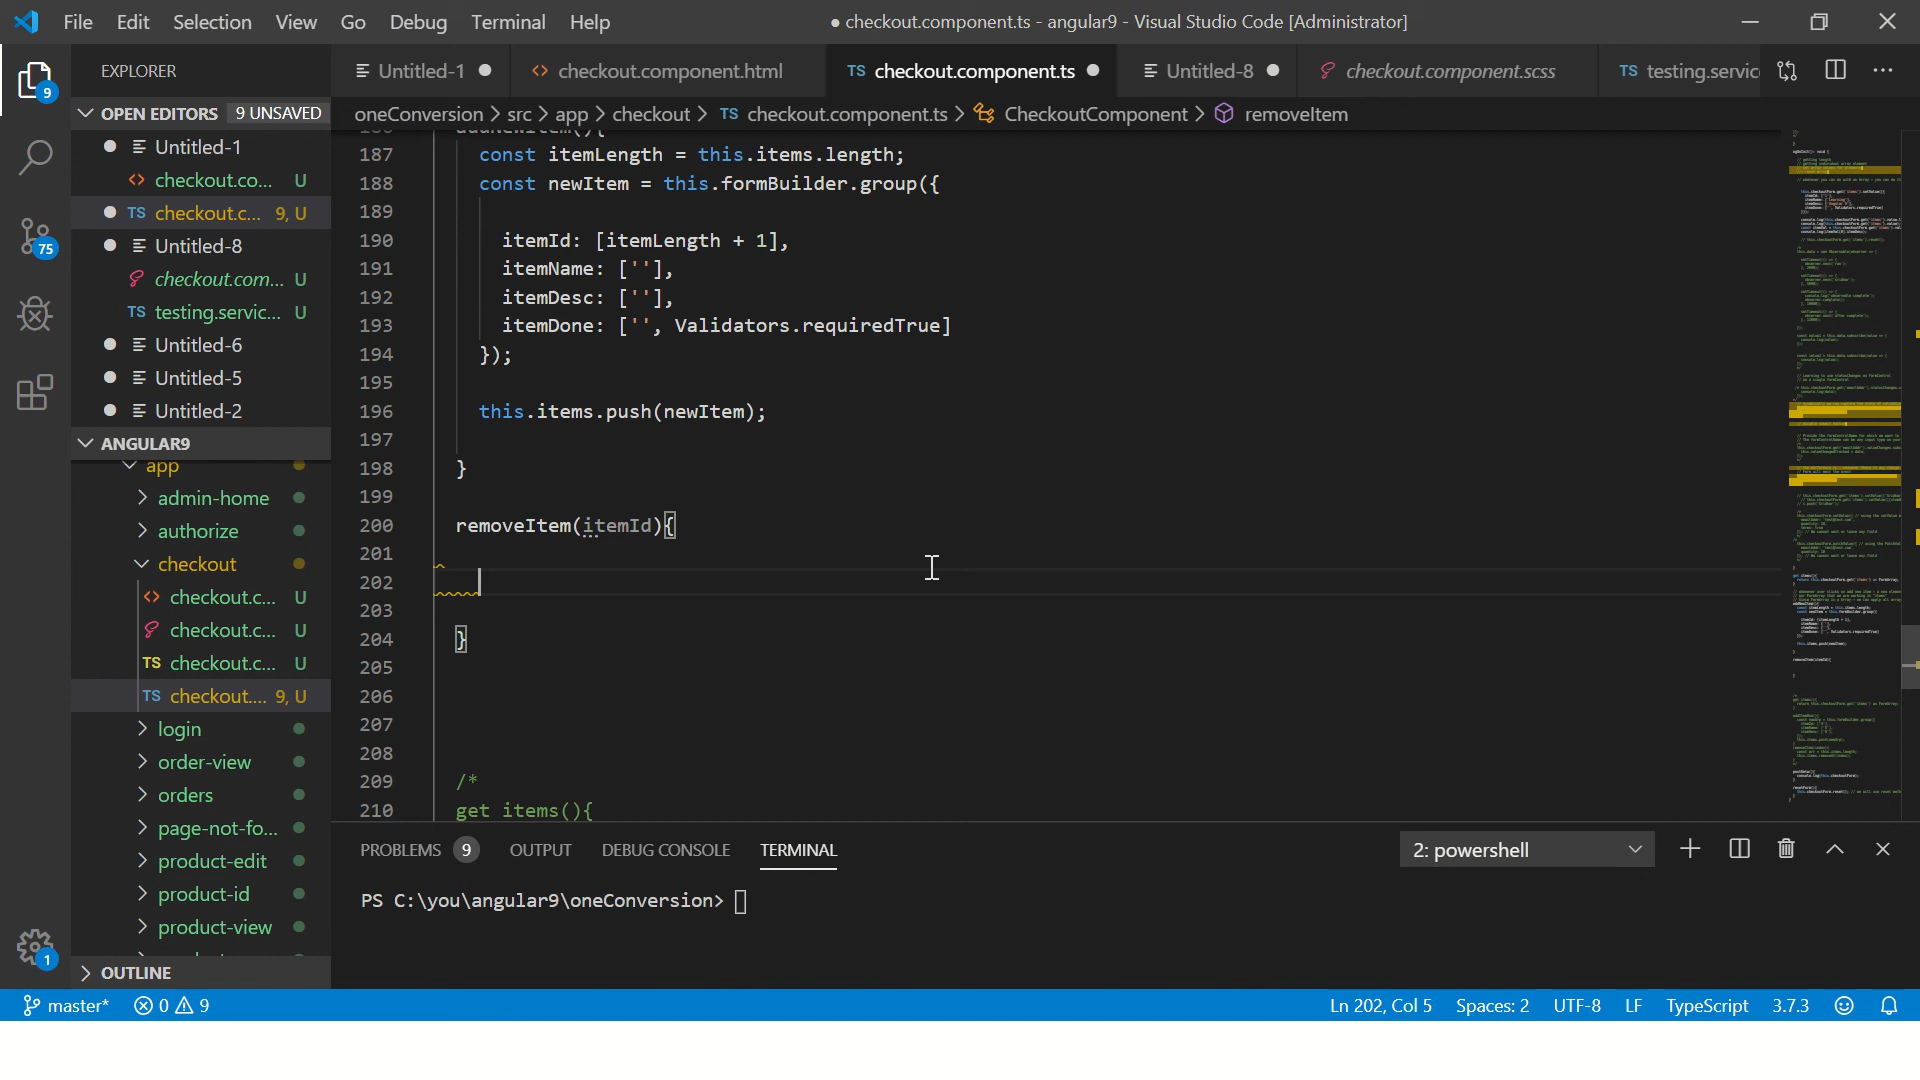 File Edit Selection View Go Debug Terminal Help
● checkout.component.ts - angular9 - Visual Studio Code [Administrator]
EXPLORER
Untitled-1
checkout.component.html
TS checkout.component.ts
Untitled-8
checkout.component.scss
TS testing.servic
oneConversion > src > app > checkout > TS checkout.component.ts > CheckoutComponent > removeItem
9
75
1
OPEN EDITORS 9 UNSAVED
Untitled-1
checkout.co... U
TS checkout.c... 9, U
Untitled-8
checkout.com... U
TS testing.servic... U
Untitled-6
Untitled-5
Untitled-2
ANGULAR9
app
admin-home
authorize
checkout
checkout.c... U
checkout.c... U
TS checkout.c... U
TS checkout.... 9, U
login
order-view
orders
page-not-fo...
product-edit
product-id
product-view
OUTLINE
187 const itemLength = this.items.length;
188 const newItem = this.formBuilder.group({
189
190 itemId: [itemLength + 1],
191 itemName: [''],
192 itemDesc: [''],
193 itemDone: ['', Validators.requiredTrue]
194 });
195
196 this.items.push(newItem);
197
198 }
199
200 removeItem(itemId){
201
202
203
204 }
205
206
207
208
209 /*
210 get items(){
PROBLEMS 9 OUTPUT DEBUG CONSOLE TERMINAL
2: powershell
PS C:\you\angular9\oneConversion>
master* 0 9
Ln 202, Col 5 Spaces: 2 UTF-8 LF TypeScript 3.7.3